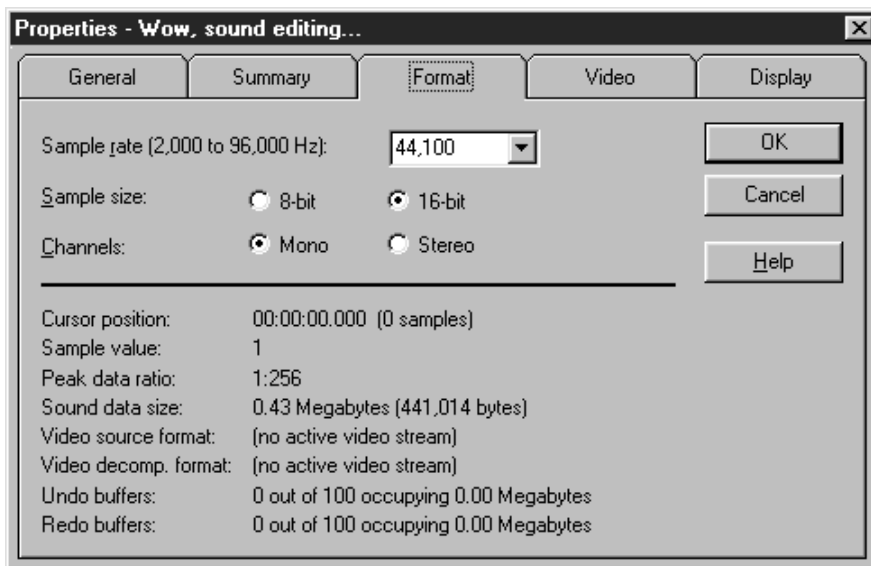 Properties - Wow, sound editing...
General Summary Format Video Display
Sample rate (2,000 to 96,000 Hz): 44,100 OK
Sample size: 8-bit 16-bit Cancel
Channels: Mono Stereo
Help
Cursor position: 00:00:00.000 (0 samples)
Sample value: 1
Peak data ratio: 1:256
Sound data size: 0.43 Megabytes (441,014 bytes)
Video source format: (no active video stream)
Video decomp. format: (no active video stream)
Undo buffers: 0 out of 100 occupying 0.00 Megabytes
Redo buffers: 0 out of 100 occupying 0.00 Megabytes